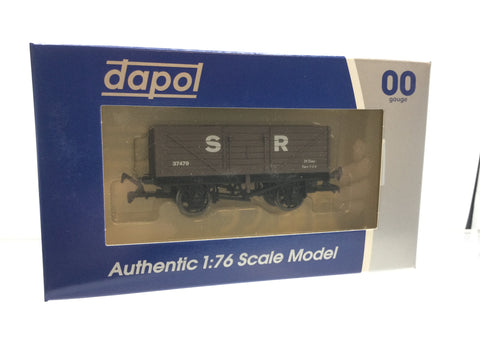 dapol
00
gauge
S R
37479
Authentic 1:76 Scale Model